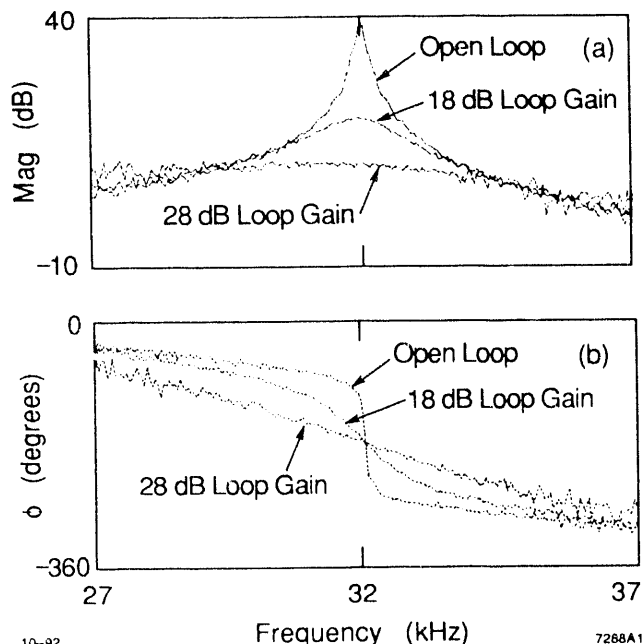 40
Open Loop
(a)
18 dB Loop Gain
Mag (dB)
28 dB Loop Gain
-10
0
Open Loop
(b)
18 dB Loop Gain
ϕ (degrees)
28 dB Loop Gain
-360
27
32
37
Frequency (kHz)
10-92
7288A1